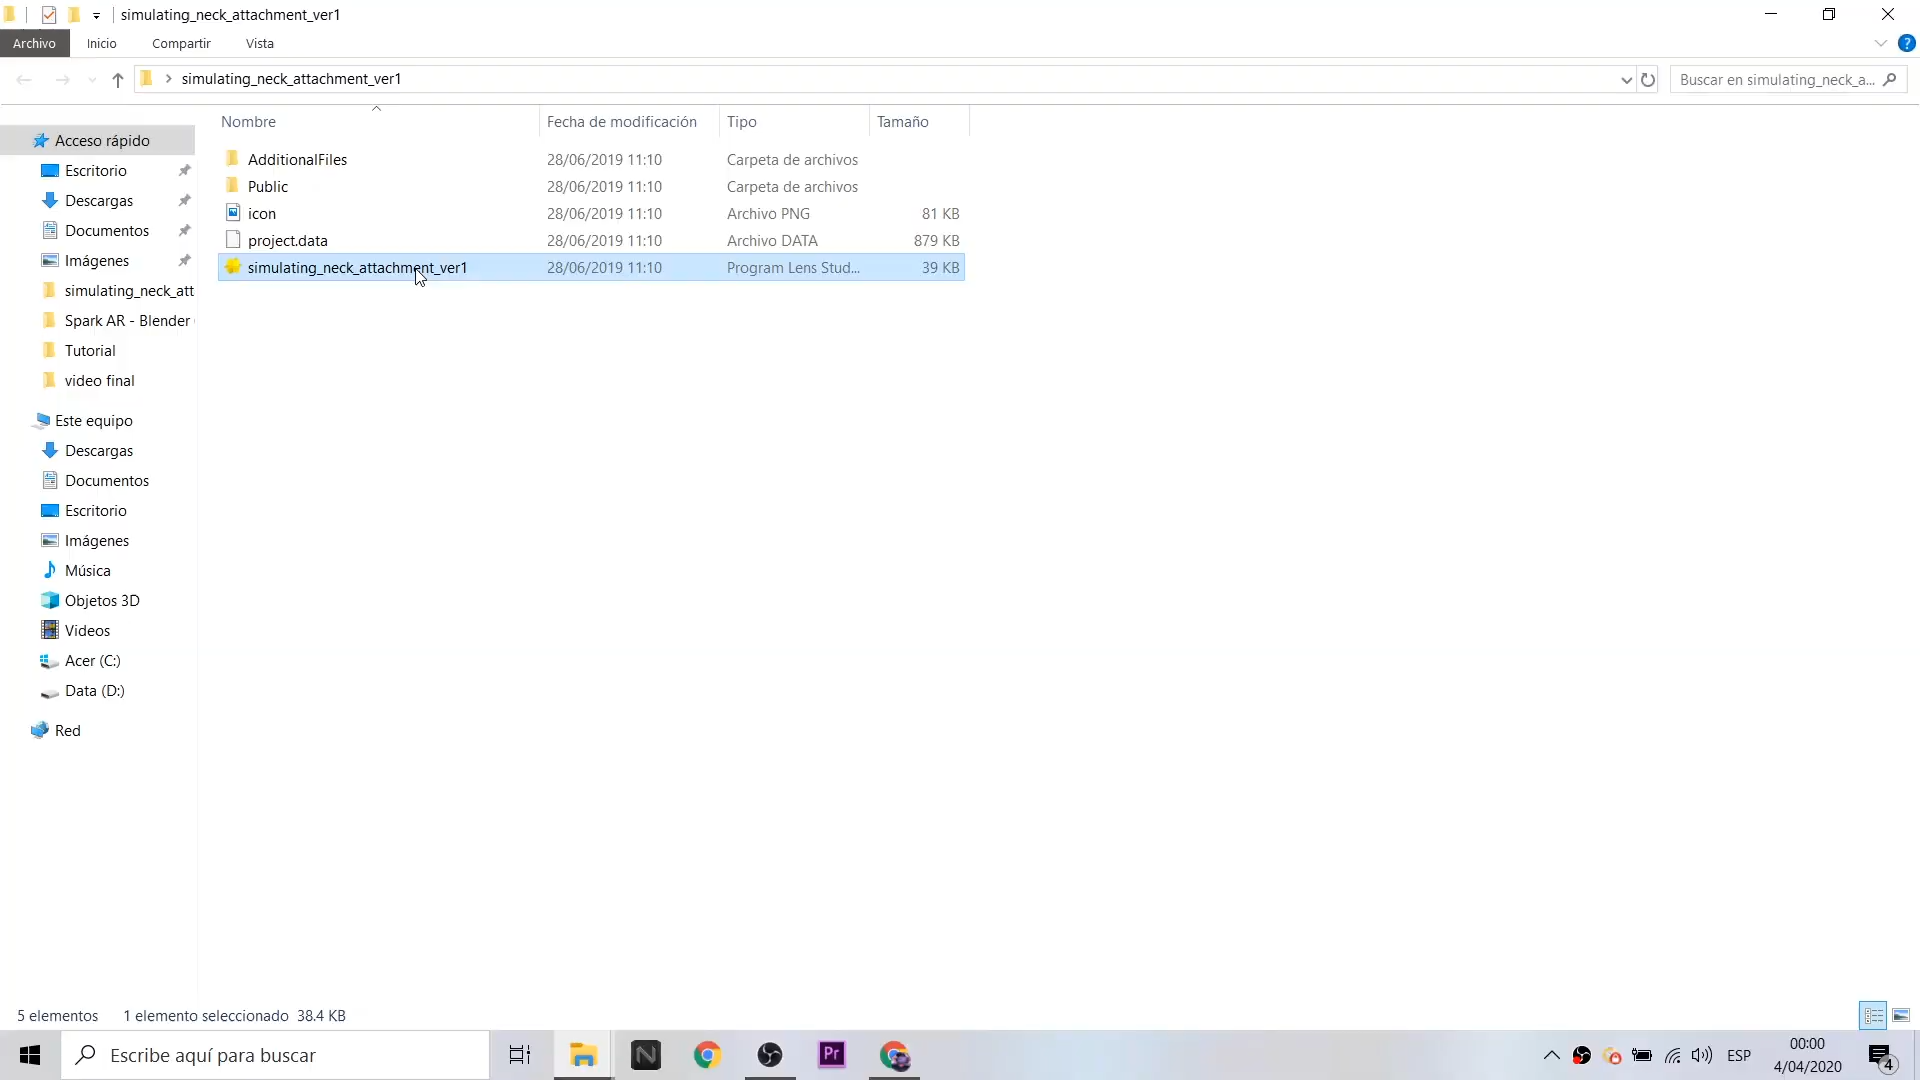 simulating_neck_attachment_ver1
Archivo Inicio Compartir Vista
simulating_neck_attachment_ver1
Buscar en simulating_neck_a...
Nombre Fecha de modificación Tipo Tamaño
AdditionalFiles 28/06/2019 11:10 Carpeta de archivos
Public 28/06/2019 11:10 Carpeta de archivos
icon 28/06/2019 11:10 Archivo PNG 81 KB
project.data 28/06/2019 11:10 Archivo DATA 879 KB
simulating_neck_attachment_ver1 28/06/2019 11:10 Program Lens Stud... 39 KB
Acceso rápido
Escritorio
Descargas
Documentos
Imágenes
simulating_neck_att
Spark AR - Blender
Tutorial
video final
Este equipo
Descargas
Documentos
Escritorio
Imágenes
Música
Objetos 3D
Videos
Acer (C:)
Data (D:)
Red
5 elementos 1 elemento seleccionado 38.4 KB
Escribe aquí para buscar
Pr
ESP
00:00
4/04/2020
4